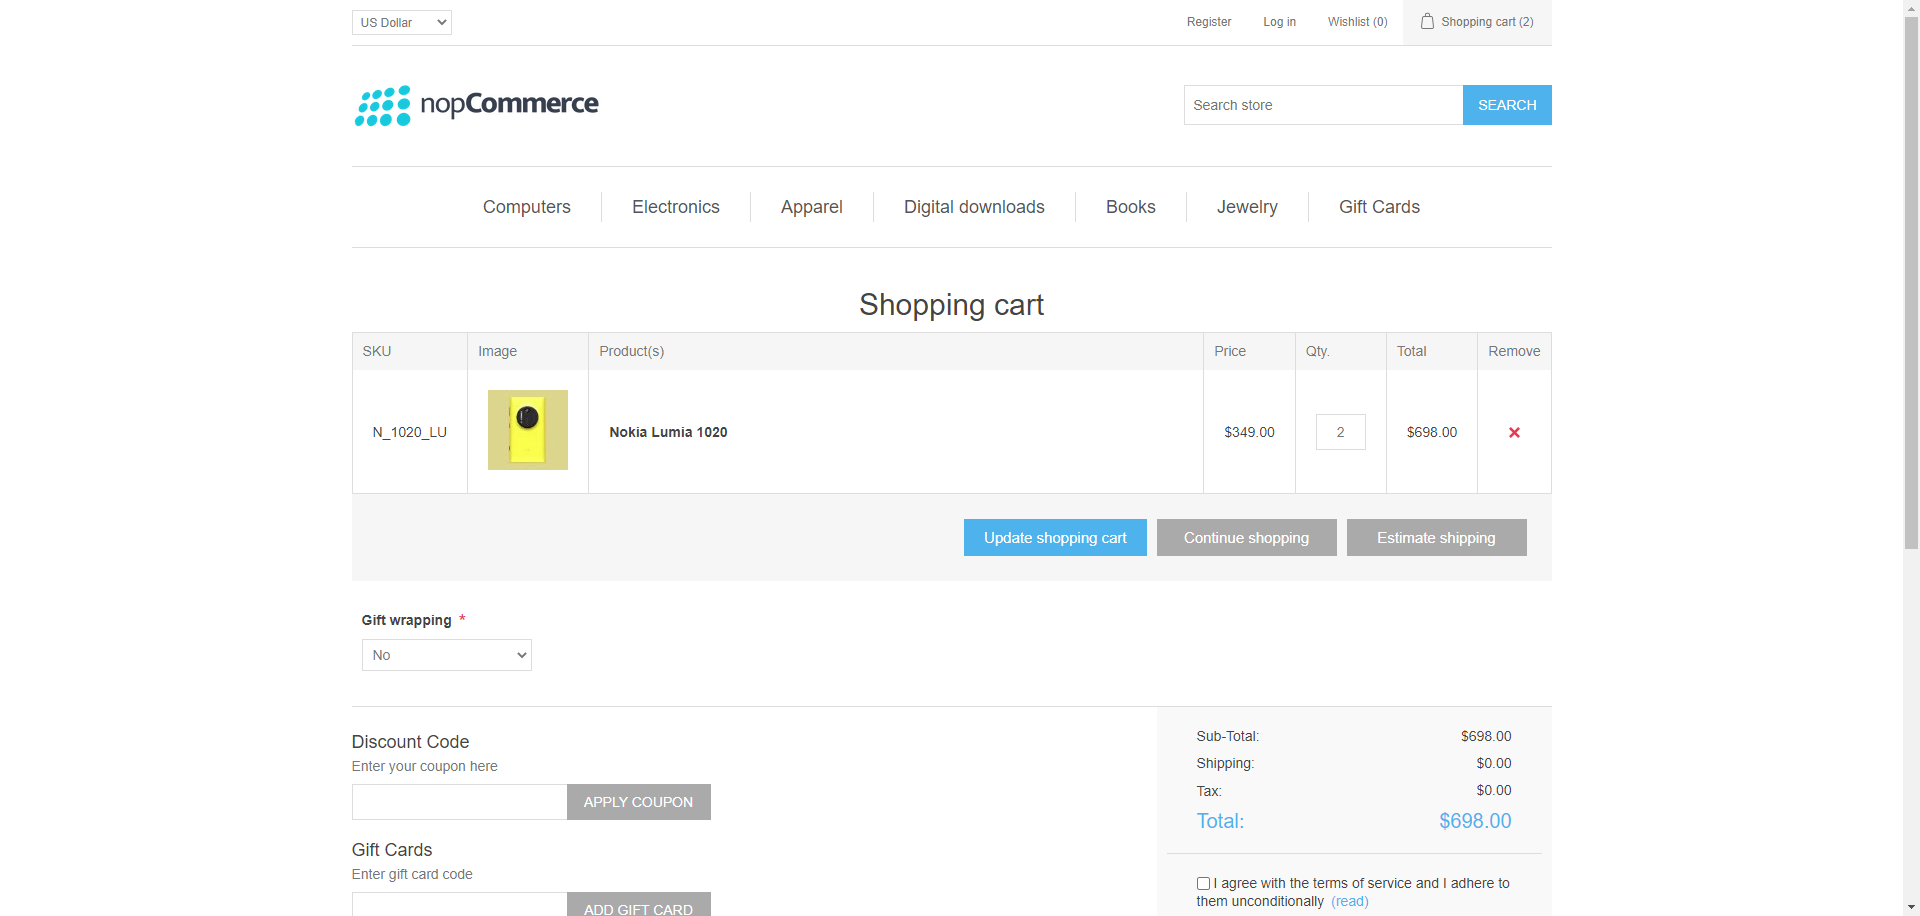 US Dollar
Register
Log in
Wishlist (0)
Shopping cart (2)
nopCommerce
Search store
SEARCH
Computers
Electronics
Apparel
Digital downloads
Books
Jewelry
Gift Cards
Shopping cart
SKU Image Product(s) Price Qty. Total Remove
N_1020_LU Nokia Lumia 1020 $349.00 2 $698.00
Update shopping cart
Continue shopping
Estimate shipping
Gift wrapping *
No
Discount Code
Enter your coupon here
APPLY COUPON
Gift Cards
Enter gift card code
ADD GIFT CARD
Sub-Total: $698.00
Shipping: $0.00
Tax: $0.00
Total: $698.00
I agree with the terms of service and I adhere to
them unconditionally (read)